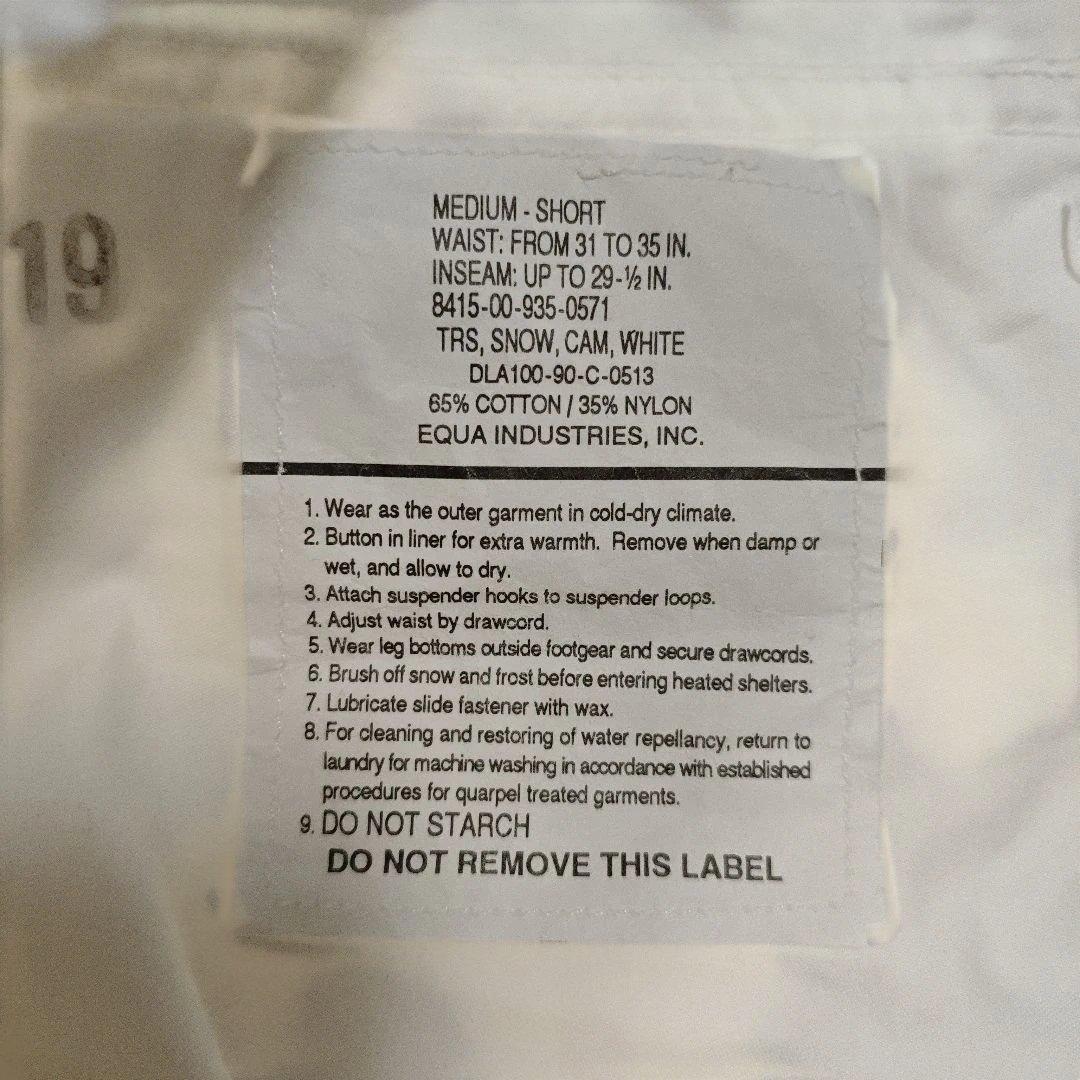 19
MEDIUM - SHORT
WAIST: FROM 31 TO 35 IN.
INSEAM: UP TO 29-½ IN.
8415-00-935-0571
TRS, SNOW, CAM, WHITE
DLA100-90-C-0513
65% COTTON / 35% NYLON
EQUA INDUSTRIES, INC.
1. Wear as the outer garment in cold-dry climate.
2. Button in liner for extra warmth. Remove when damp or
wet, and allow to dry.
3. Attach suspender hooks to suspender loops.
4. Adjust waist by drawcord.
5. Wear leg bottoms outside footgear and secure drawcords.
6. Brush off snow and frost before entering heated shelters.
7. Lubricate slide fastener with wax.
8. For cleaning and restoring of water repellancy, return to
laundry for machine washing in accordance with established
procedures for quarpel treated garments.
9. DO NOT STARCH
DO NOT REMOVE THIS LABEL